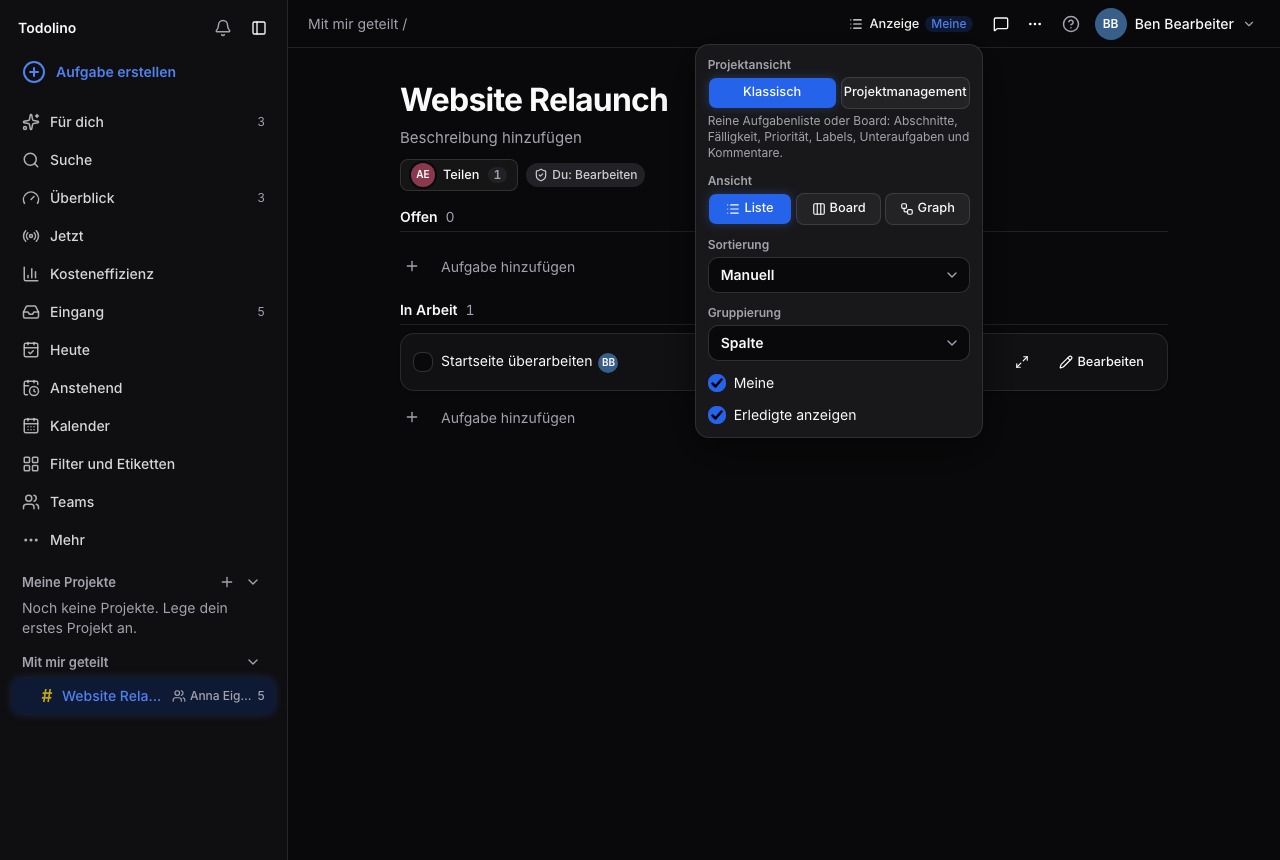 Todolino
Aufgabe erstellen
Für dich 3
Suche
Überblick 3
Jetzt
Kosteneffizienz
Eingang 5
Heute
Anstehend
Kalender
Filter und Etiketten
Teams
Mehr
Meine Projekte
Noch keine Projekte. Lege dein
erstes Projekt an.
Mit mir geteilt
# Website Rela... Anna Eig... 5
Mit mir geteilt /
Anzeige Meine
BB Ben Bearbeiter
Website Relaunch
Beschreibung hinzufügen
AE Teilen 1 Du: Bearbeiten
Offen 0
Aufgabe hinzufügen
In Arbeit 1
Startseite überarbeiten BB
Bearbeiten
Aufgabe hinzufügen
Projektansicht
Klassisch Projektmanagement
Reine Aufgabenliste oder Board: Abschnitte,
Fälligkeit, Priorität, Labels, Unteraufgaben und
Kommentare.
Ansicht
Liste Board Graph
Sortierung
Manuell
Gruppierung
Spalte
Meine
Erledigte anzeigen